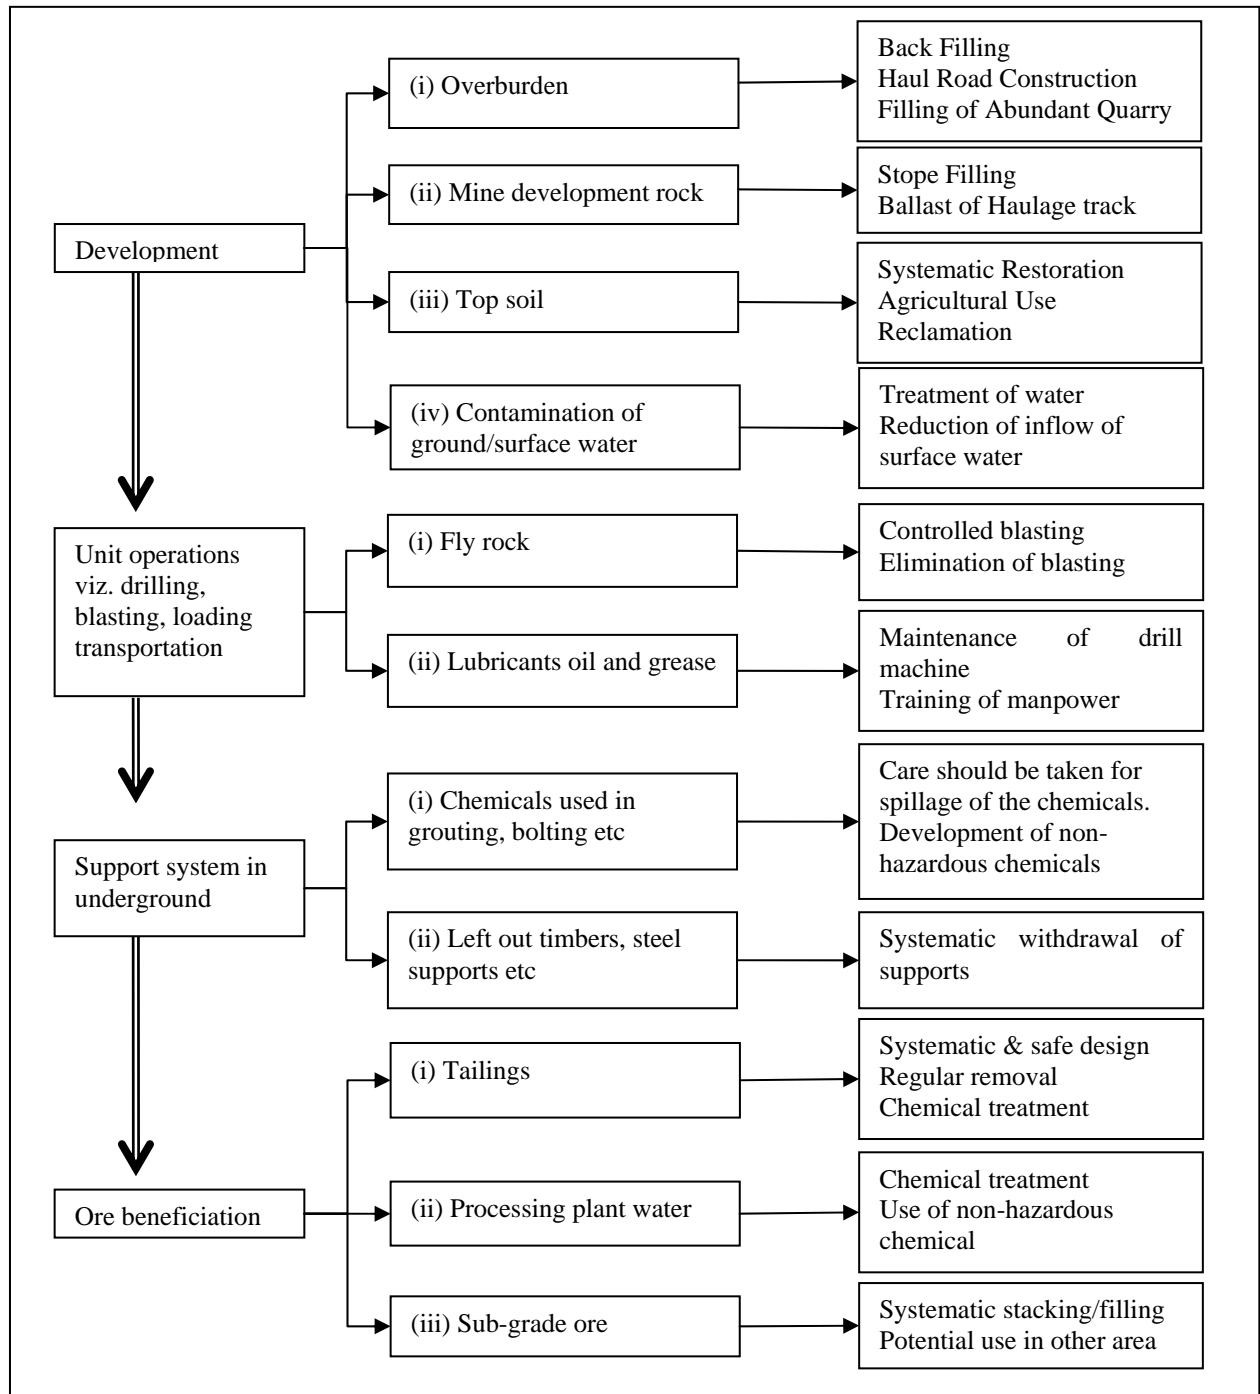 Development
(i) Overburden
Back Filling
Haul Road Construction
Filling of Abundant Quarry
(ii) Mine development rock
Stope Filling
Ballast of Haulage track
(iii) Top soil
Systematic Restoration
Agricultural Use
Reclamation
(iv) Contamination of
ground/surface water
Treatment of water
Reduction of inflow of
surface water
Unit operations
viz. drilling,
blasting, loading
transportation
(i) Fly rock
Controlled blasting
Elimination of blasting
(ii) Lubricants oil and grease
Maintenance of drill
machine
Training of manpower
Support system in
underground
(i) Chemicals used in
grouting, bolting etc
Care should be taken for
spillage of the chemicals.
Development of non-
hazardous chemicals
(ii) Left out timbers, steel
supports etc
Systematic withdrawal of
supports
Ore beneficiation
(i) Tailings
Systematic & safe design
Regular removal
Chemical treatment
(ii) Processing plant water
Chemical treatment
Use of non-hazardous
chemical
(iii) Sub-grade ore
Systematic stacking/filling
Potential use in other area